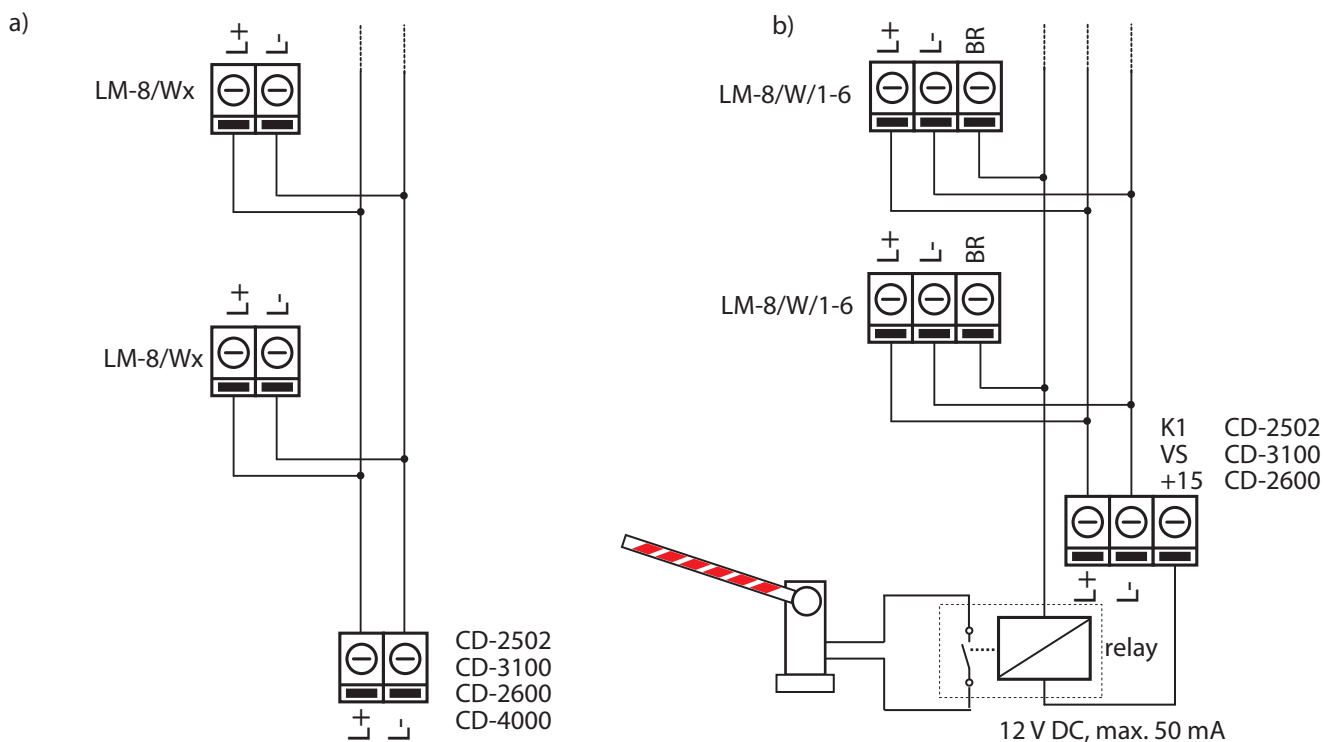 a)
L+ L-
LM-8/Wx
L+ L-
LM-8/Wx
CD-2502
CD-3100
CD-2600
CD-4000
L+ L-
b)
L+ L- BR
LM-8/W/1-6
L+ L- BR
LM-8/W/1-6
K1 CD-2502
VS CD-3100
+15 CD-2600
L+ L-
relay
12 V DC, max. 50 mA